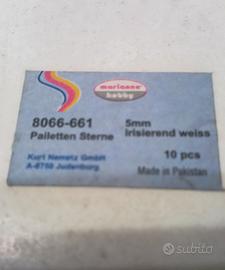 marianne
hobby
8066-661
5mm
Pailetten Sterne
Irisierend weiss
10 pcs
Kurt Nemetz GmbH
A-8750 Judenburg
Made in Pakistan
subito